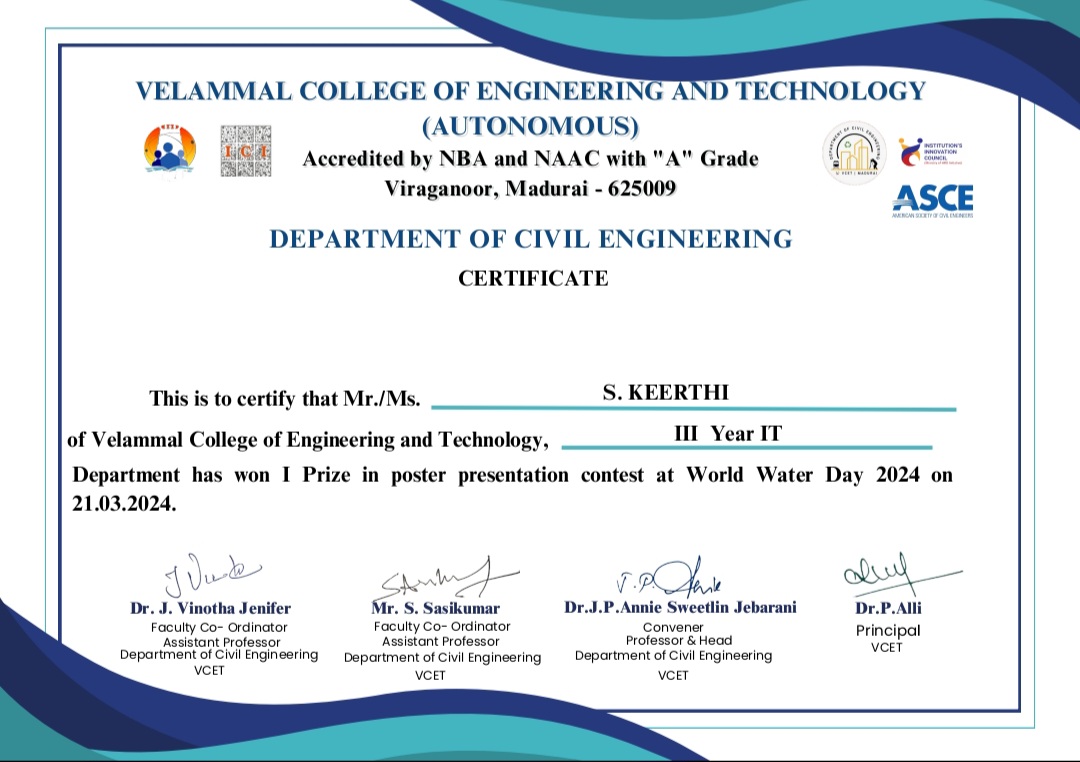 VELAMMAL COLLEGE OF ENGINEERING AND TECHNOLOGY
(AUTONOMOUS)
Accredited by NBA and NAAC with "A" Grade
Viraganoor, Madurai - 625009
ICI
DEPARTMENT OF CIVIL ENGINEERING
INSTITUTION'S
INNOVATION
COUNCIL
ASCE
AMERICAN SOCIETY OF CIVIL ENGINEERS
DEPARTMENT OF CIVIL ENGINEERING
CERTIFICATE
This is to certify that Mr./Ms. S. KEERTHI
of Velammal College of Engineering and Technology, III Year IT
Department has won I Prize in poster presentation contest at World Water Day 2024 on
21.03.2024.
Dr. J. Vinotha Jenifer
Faculty Co- Ordinator
Assistant Professor
Department of Civil Engineering
VCET
Mr. S. Sasikumar
Faculty Co- Ordinator
Assistant Professor
Department of Civil Engineering
VCET
Dr.J.P.Annie Sweetlin Jebarani
Convener
Professor & Head
Department of Civil Engineering
VCET
Dr.P.Alli
Principal
VCET